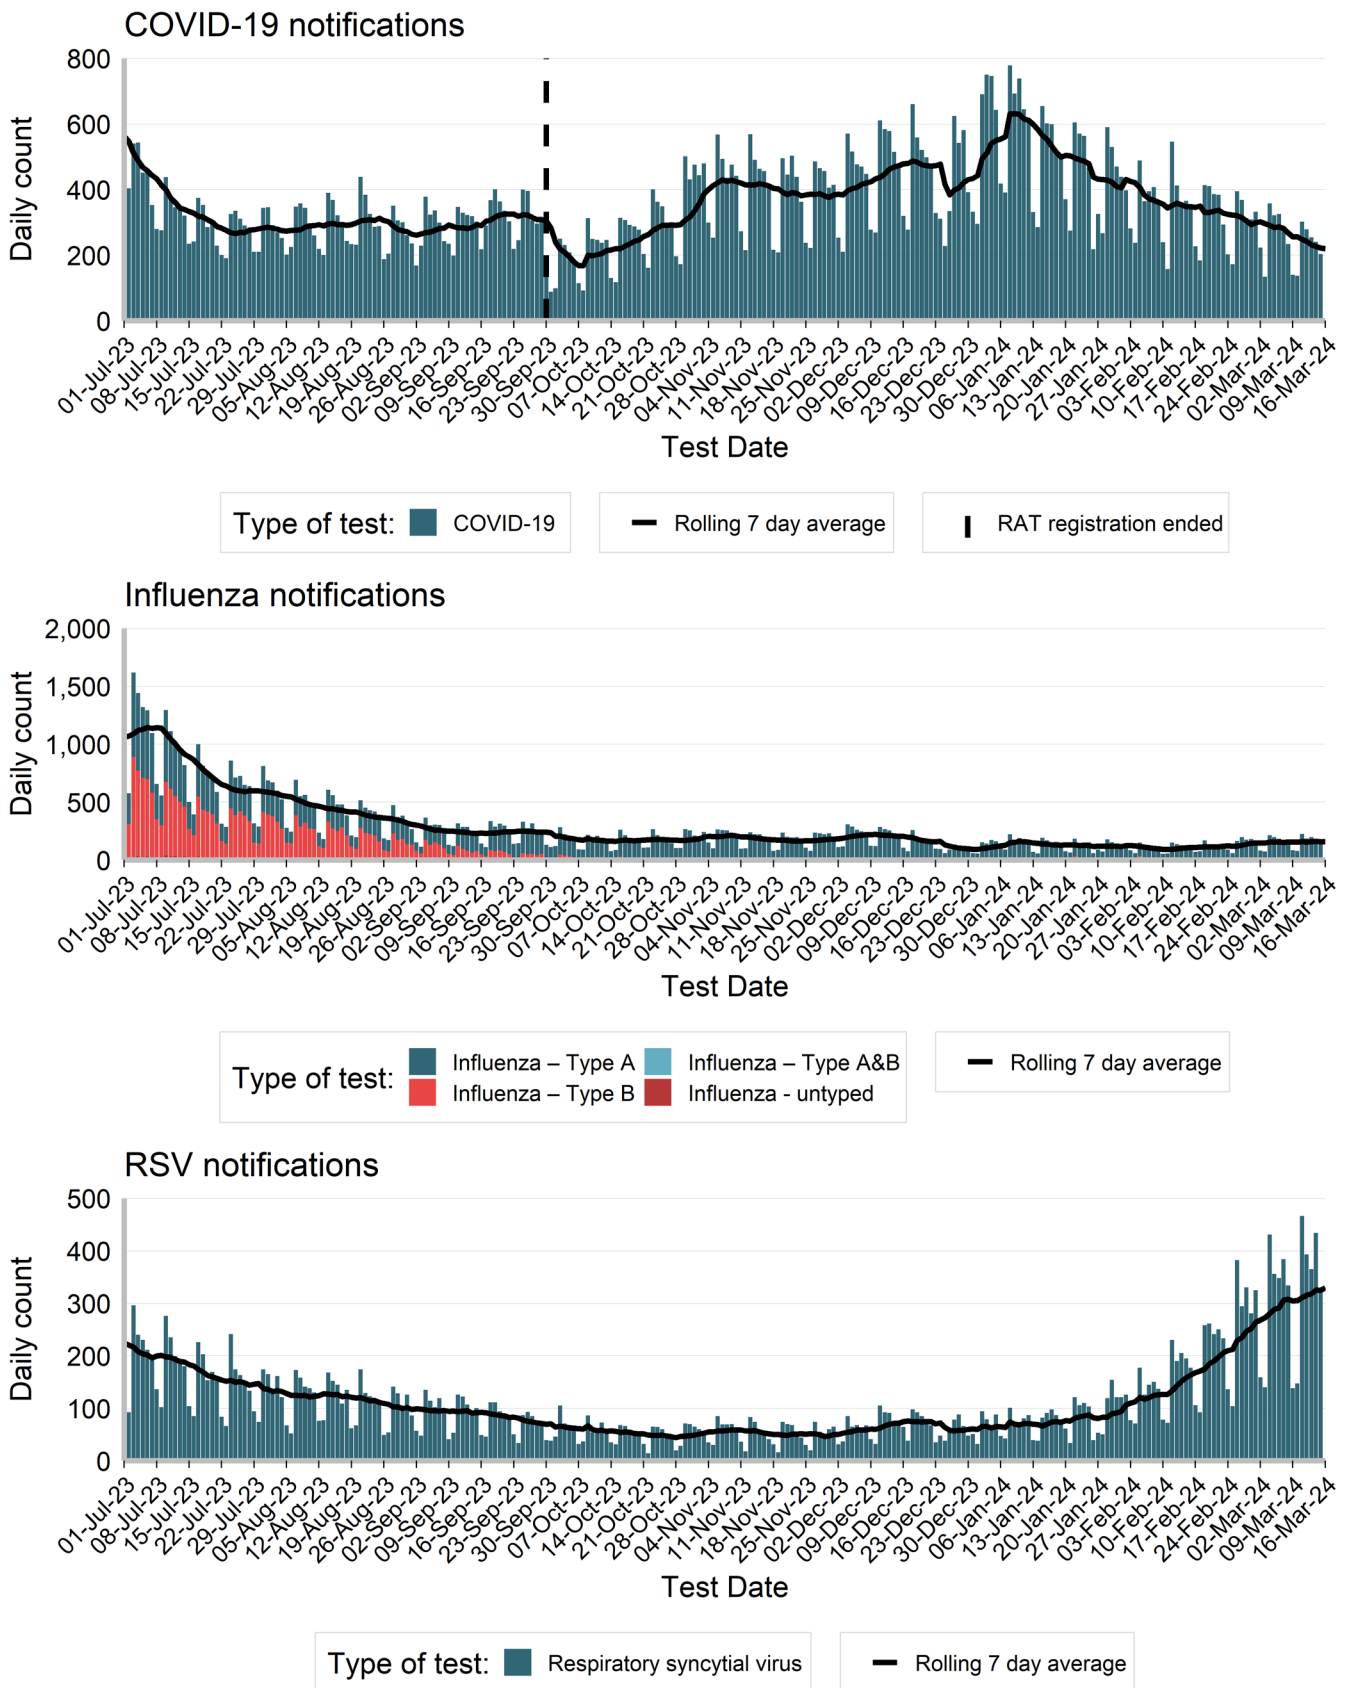 COVID-19 notifications
Daily count
800
600
400
200
0
01-Jul-23
08-Jul-23
15-Jul-23
22-Jul-23
29-Jul-23
05-Aug-23
12-Aug-23
19-Aug-23
26-Aug-23
02-Sep-23
09-Sep-23
16-Sep-23
23-Sep-23
30-Sep-23
07-Oct-23
14-Oct-23
21-Oct-23
28-Oct-23
04-Nov-23
11-Nov-23
18-Nov-23
25-Nov-23
02-Dec-23
09-Dec-23
16-Dec-23
23-Dec-23
30-Dec-23
06-Jan-24
13-Jan-24
20-Jan-24
27-Jan-24
03-Feb-24
10-Feb-24
17-Feb-24
24-Feb-24
02-Mar-24
09-Mar-24
16-Mar-24
Test Date
Type of test: COVID-19 Rolling 7 day average RAT registration ended
Influenza notifications
Daily count
2,000
1,500
1,000
500
0
01-Jul-23
08-Jul-23
15-Jul-23
22-Jul-23
29-Jul-23
05-Aug-23
12-Aug-23
19-Aug-23
26-Aug-23
02-Sep-23
09-Sep-23
16-Sep-23
23-Sep-23
30-Sep-23
07-Oct-23
14-Oct-23
21-Oct-23
28-Oct-23
04-Nov-23
11-Nov-23
18-Nov-23
25-Nov-23
02-Dec-23
09-Dec-23
16-Dec-23
23-Dec-23
30-Dec-23
06-Jan-24
13-Jan-24
20-Jan-24
27-Jan-24
03-Feb-24
10-Feb-24
17-Feb-24
24-Feb-24
02-Mar-24
09-Mar-24
16-Mar-24
Test Date
Type of test:
Influenza – Type A Influenza – Type A&B
Influenza – Type B Influenza - untyped
Rolling 7 day average
RSV notifications
Daily count
500
400
300
200
100
0
01-Jul-23
08-Jul-23
15-Jul-23
22-Jul-23
29-Jul-23
05-Aug-23
12-Aug-23
19-Aug-23
26-Aug-23
02-Sep-23
09-Sep-23
16-Sep-23
23-Sep-23
30-Sep-23
07-Oct-23
14-Oct-23
21-Oct-23
28-Oct-23
04-Nov-23
11-Nov-23
18-Nov-23
25-Nov-23
02-Dec-23
09-Dec-23
16-Dec-23
23-Dec-23
30-Dec-23
06-Jan-24
13-Jan-24
20-Jan-24
27-Jan-24
03-Feb-24
10-Feb-24
17-Feb-24
24-Feb-24
02-Mar-24
09-Mar-24
16-Mar-24
Test Date
Type of test: Respiratory syncytial virus Rolling 7 day average